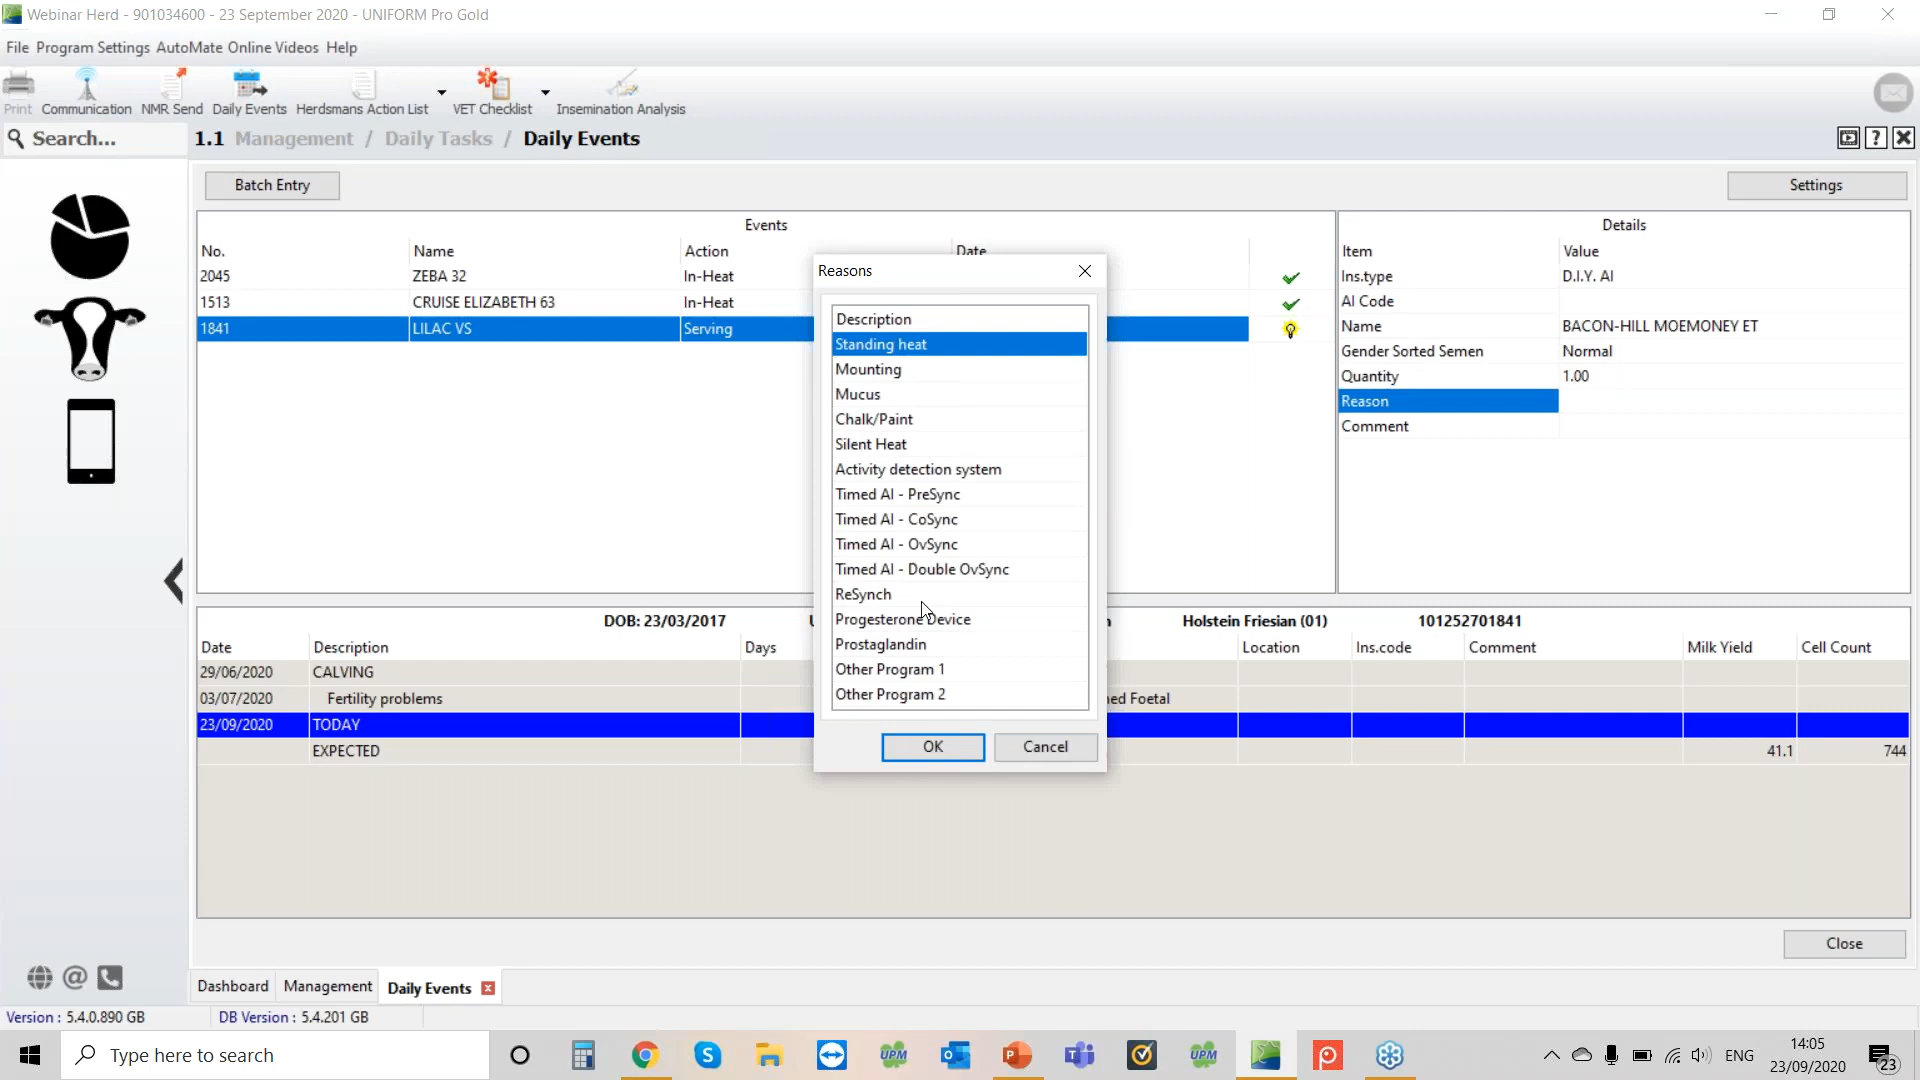 Webinar Herd - 901034600 - 23 September 2020 - UNIFORM Pro Gold
File Program Settings AutoMate Online Videos Help
Print Communication NMR Send Daily Events Herdsmans Action List VET Checklist Insemination Analysis
Search... 1.1 Management / Daily Tasks / Daily Events
Batch Entry Settings
Events Details
No. Name Action Date Item Value
2045 ZEBA 32 In-Heat Ins.type D.I.Y. AI
1513 CRUISE ELIZABETH 63 In-Heat AI Code
1841 LILAC VS Serving Name BACON-HILL MOEMONEY ET
Gender Sorted Semen Normal
Quantity 1.00
Reason
Comment
Reasons
Description
Standing heat
Mounting
Mucus
Chalk/Paint
Silent Heat
Activity detection system
Timed AI - PreSync
Timed AI - CoSync
Timed AI - OvSync
Timed AI - Double OvSync
ReSynch
Progesterone Device
Prostaglandin
Other Program 1
Other Program 2
OK Cancel
DOB: 23/03/2017 Holstein Friesian (01) 101252701841
Date Description Days Location Ins.code Comment Milk Yield Cell Count
29/06/2020 CALVING
03/07/2020 Fertility problems ned Foetal
23/09/2020 TODAY
EXPECTED 41.1 744
Close
Dashboard Management Daily Events
Version : 5.4.0.890 GB DB Version : 5.4.201 GB
Type here to search UPM UPM ENG 14:05
23/09/2020 23